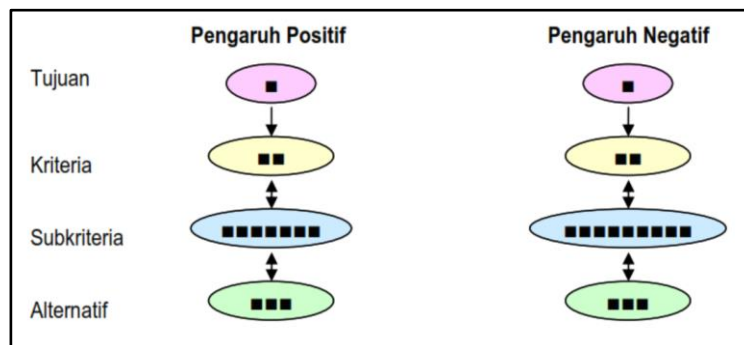 Pengaruh Positif Pengaruh Negatif
Tujuan
Kriteria
Subkriteria
Alternatif